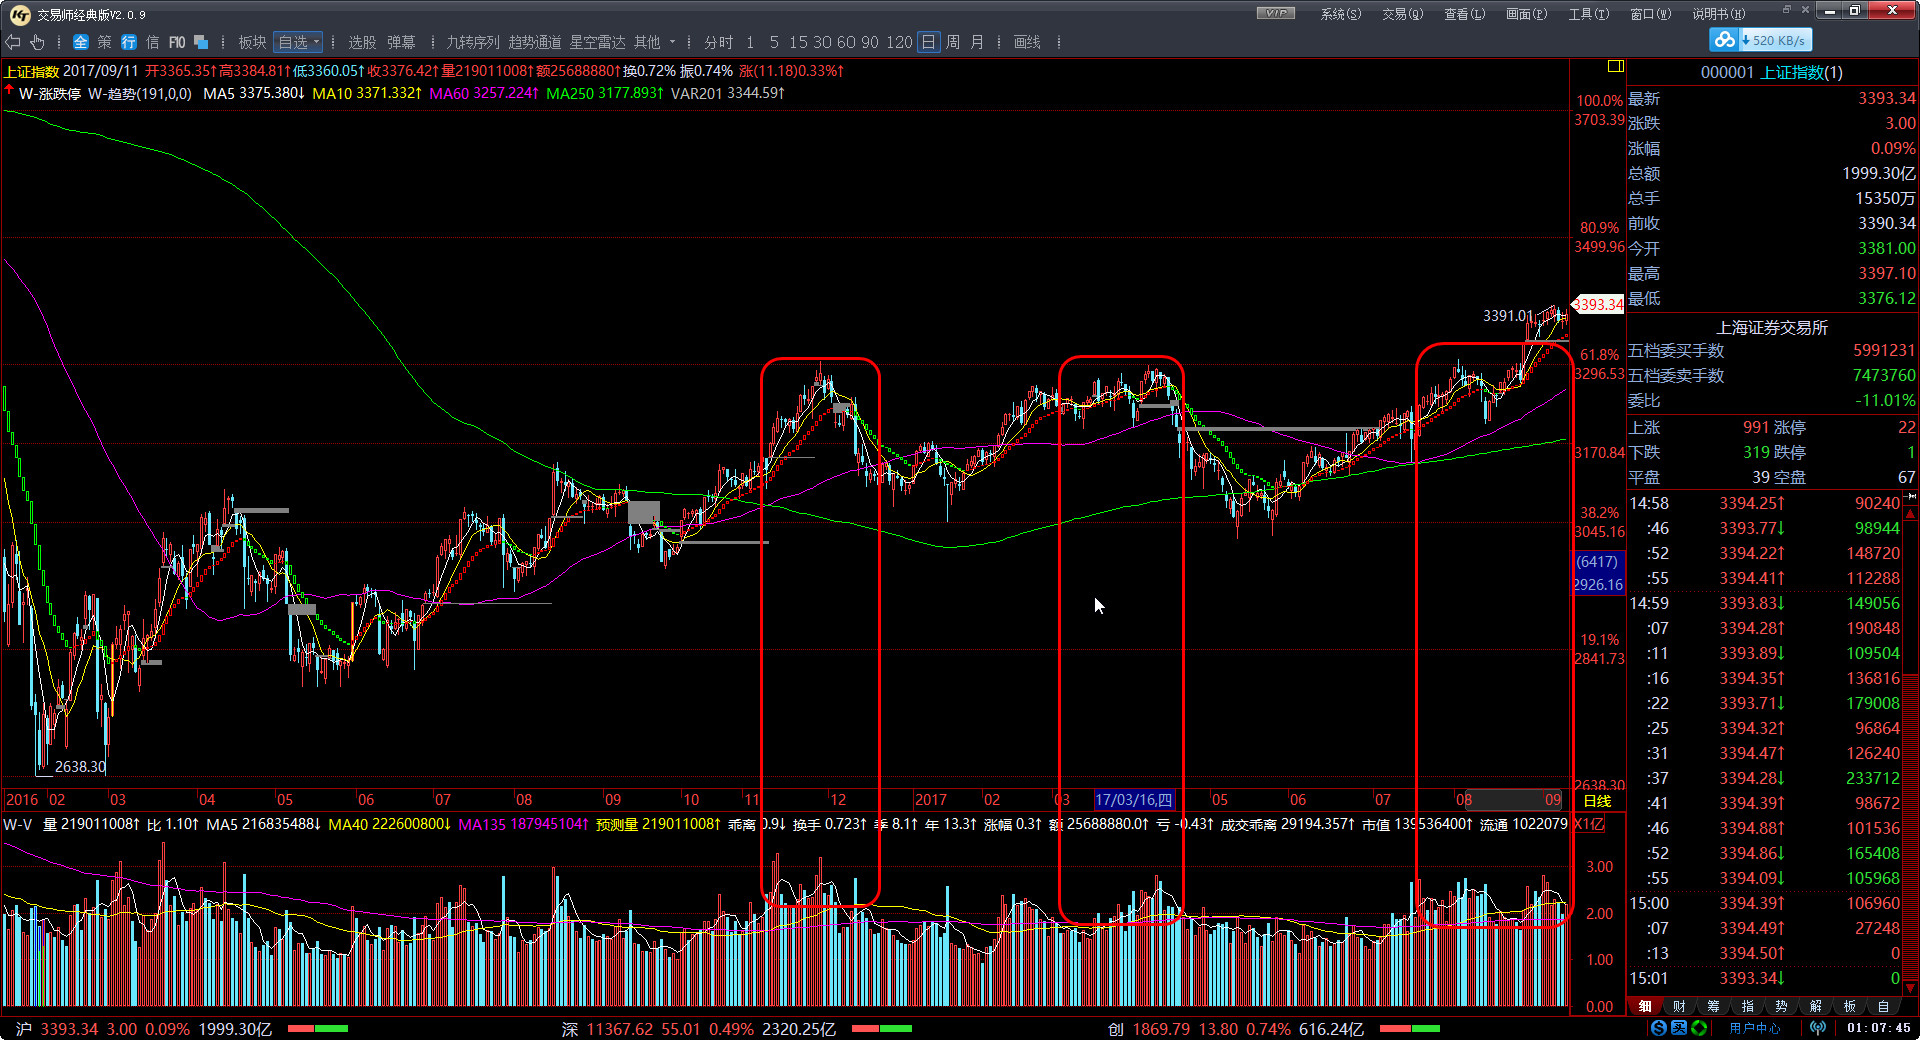 交易师经典版V2.0.9
VIP 系统(S) 交易(Q) 查看(L) 画面(P) 工具(T) 窗口(W) 说明书(H)
全 策 行 信 F10 板块 自选 选股 弹幕 九转序列 趋势通道 星空雷达 其他 分时 1 5 15 30 60 90 120 日 周 月 画线
520 KB/s
上证指数 2017/09/11 开3365.35↑高3384.81↑低3360.05↑收3376.42↑量219011008↑额25688880↑换0.72% 振0.74% 涨(11.18)0.33%↑
W-涨跌停 W-趋势(191,0,0) MA5 3375.380↓ MA10 3371.332↑ MA60 3257.224↑ MA250 3177.893↑ VAR201 3344.59↑
100.0%
3703.39
80.9%
3499.96
3393.34
3391.01
61.8%
3296.53
3170.84
38.2%
3045.16
(6417)
2926.16
19.1%
2841.73
2638.30
2638.30
2016 02 03 04 05 06 07 08 09 10 11 12 2017 02 03 17/03/16,四 05 06 07 08 09 日线
W-V 量 219011008↑ 比 1.10↑ MA5 216835488↓ MA40 222600800↓ MA135 187945104↑ 预测量 219011008↑ 乖离 0.9↓ 换手 0.723↑ 季 8.1↑ 年 13.3↑ 涨幅 0.3↑ 额 25688880.0↑ 亏 -0.43↑ 成交乖离 29194.357↑ 市值 139536400↑ 流通 1022079
X1亿
3.00
2.00
1.00
0.00
000001 上证指数(1)
最新 3393.34
涨跌 3.00
涨幅 0.09%
总额 1999.30亿
总手 15350万
前收 3390.34
今开 3381.00
最高 3397.10
最低 3376.12
上海证券交易所
五档委买手数 5991231
五档委卖手数 7473760
委比 -11.01%
上涨 991 涨停 22
下跌 319 跌停 1
平盘 39 空盘 67
14:58 3394.25↑ 90240
:46 3393.77↓ 98944
:52 3394.22↑ 148720
:55 3394.41↑ 112288
14:59 3393.83↓ 149056
:07 3394.28↑ 190848
:11 3393.89↓ 109504
:16 3394.35↑ 136816
:22 3393.71↓ 179008
:25 3394.32↑ 96864
:31 3394.47↑ 126240
:37 3394.28↓ 233712
:41 3394.39↑ 98672
:46 3394.88↑ 101536
:52 3394.86↓ 165408
:55 3394.09↓ 105968
15:00 3394.39↑ 106960
:07 3394.49↑ 27248
:13 3394.50↑ 0
15:01 3393.34↓ 0
细 财 筹 指 势 解 板 自
沪 3393.34 3.00 0.09% 1999.30亿 深 11367.62 55.01 0.49% 2320.25亿 创 1869.79 13.80 0.74% 616.24亿 买 用户中心 01:07:45